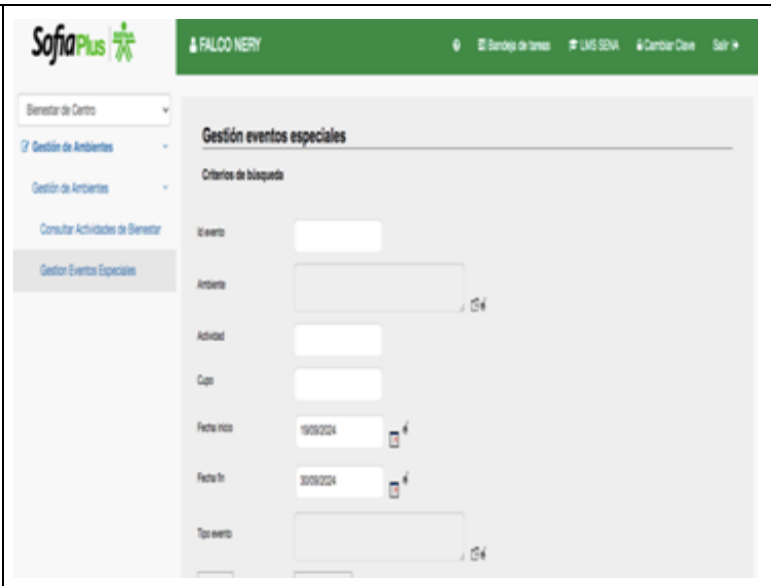 SofiaPlus
FALCO NERY
Bandeja de tareas
LMS SENA
Cambiar Clave
Salir
Bienestar de Centro
Gestión de Ambientes
Gestión de Ambientes
Consultar Actividades de Bienestar
Gestion Eventos Especiales
Gestión eventos especiales
Criterios de búsqueda
Id evento
Ambiente
Actividad
Cupo
Fecha inicio 19/09/2024
Fecha fin 30/09/2024
Tipo evento